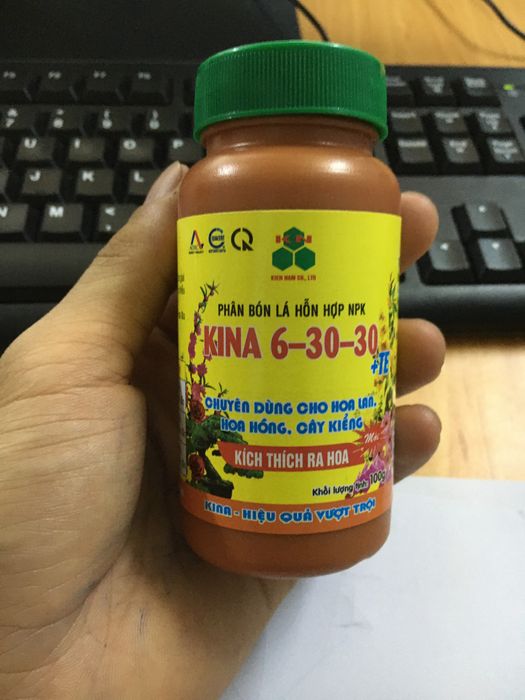 KIEN NAM CO., LTD
PHÂN BÓN LÁ HỖN HỢP NPK
KINA 6-30-30
+TE
CHUYÊN DÙNG CHO HOA LAN,
HOA HỒNG, CÂY KIỂNG
KÍCH THÍCH RA HOA
Mới
Khối lượng tịnh: 100g
KINA - HIỆU QUẢ VƯỢT TRỘI